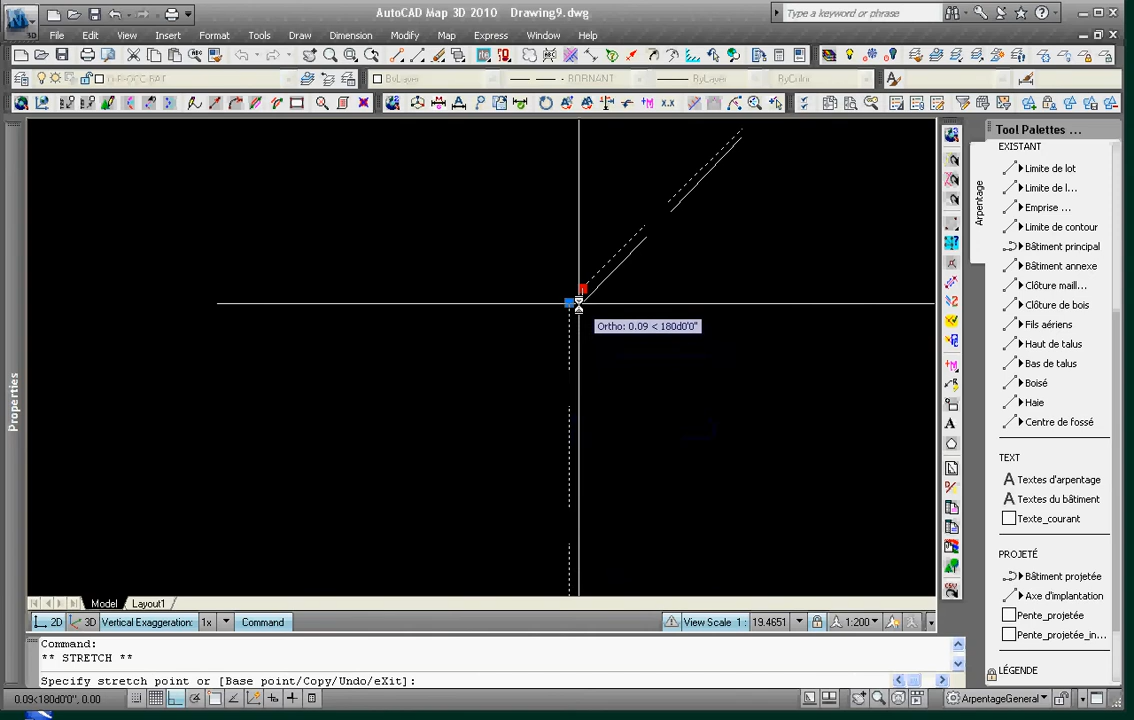 AutoCAD Map 3D 2010 Drawing9.dwg
Type a keyword or phrase
File Edit View Insert Format Tools Draw Dimension Modify Map Express Window Help
ByLayer BORNANT ByLayer ByColor
Tool Palettes ...
EXISTANT
Limite de lot
Limite de l...
Emprise ...
Limite de contour
Bâtiment principal
Bâtiment annexe
Clôture maill...
Clôture de bois
Fils aériens
Haut de talus
Bas de talus
Boisé
Haie
Centre de fossé
TEXT
Textes d'arpentage
Textes du bâtiment
Texte_courant
PROJETÉ
Bâtiment projetée
Axe d'implantation
Pente_projetée
Pente_projetée_in...
LÉGENDE
Arpentage
Properties
Ortho: 0.09 < 180d0'0"
Model Layout1
2D 3D Vertical Exaggeration: 1x Command View Scale 1 : 19.4651 1:200
Command:
** STRETCH **
Specify stretch point or [Base point/Copy/Undo/eXit]:
0.09<180d0'0", 0.00 ArpentageGeneral